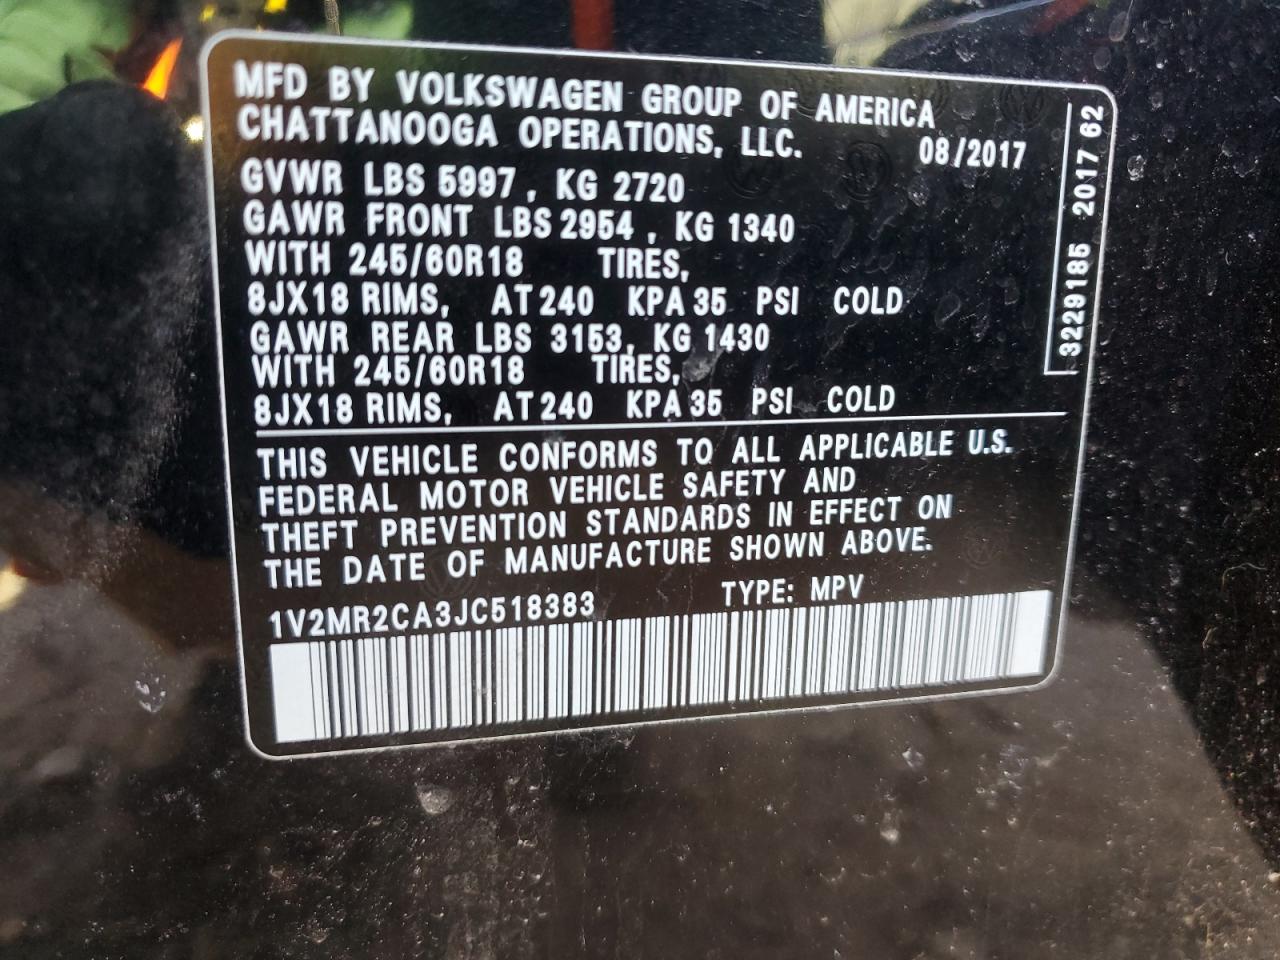 MFD BY VOLKSWAGEN GROUP OF AMERICA
CHATTANOOGA OPERATIONS, LLC. 08/2017
GVWR LBS 5997, KG 2720
GAWR FRONT LBS 2954, KG 1340
WITH 245/60R18 TIRES,
8JX18 RIMS, AT 240 KPA 35 PSI COLD
GAWR REAR LBS 3153, KG 1430
WITH 245/60R18 TIRES,
8JX18 RIMS, AT 240 KPA 35 PSI COLD
THIS VEHICLE CONFORMS TO ALL APPLICABLE U.S.
FEDERAL MOTOR VEHICLE SAFETY AND
THEFT PREVENTION STANDARDS IN EFFECT ON
THE DATE OF MANUFACTURE SHOWN ABOVE.
1V2MR2CA3JC518383 TYPE: MPV
3229185 2017 62